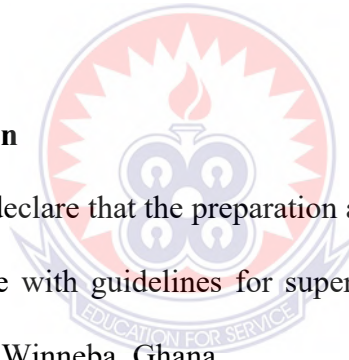 n
declare that the preparation a
e with guidelines for super
Winneba, Ghana
EDUCATION FOR SERVICE